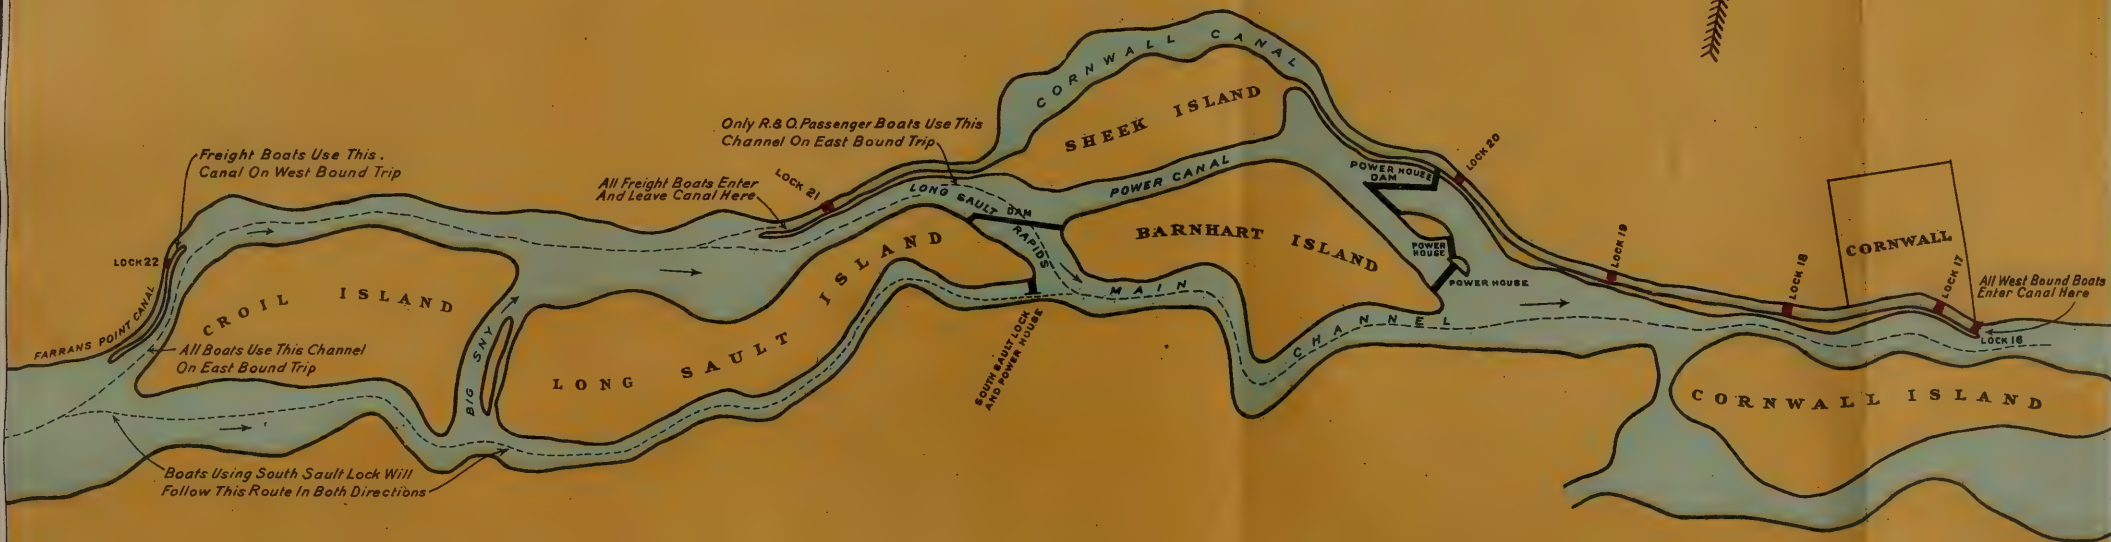 CORNWALL CANAL
SHEEK ISLAND
Only R.& O. Passenger Boats Use This
Channel On East Bound Trip
Freight Boats Use This.
Canal On West Bound Trip
All Freight Boats Enter
And Leave Canal Here
LOCK 21
LONG SAULT
DAM
RAPIDS
POWER CANAL
POWER HOUSE
DAM
LOCK 20
BARNHART ISLAND
POWER
HOUSE
POWER HOUSE
LOCK 19
LOCK 18
CORNWALL
LOCK 17
All West Bound Boats
Enter Canal Here
LOCK 16
LOCK 22
FARRANS POINT CANAL
CROIL ISLAND
All Boats Use This Channel
On East Bound Trip
BIG SNY
LONG SAULT ISLAND
SOUTH SAULT LOCK
AND POWER HOUSE
MAIN CHANNEL
CORNWALL ISLAND
Boats Using South Sault Lock Will
Follow This Route In Both Directions